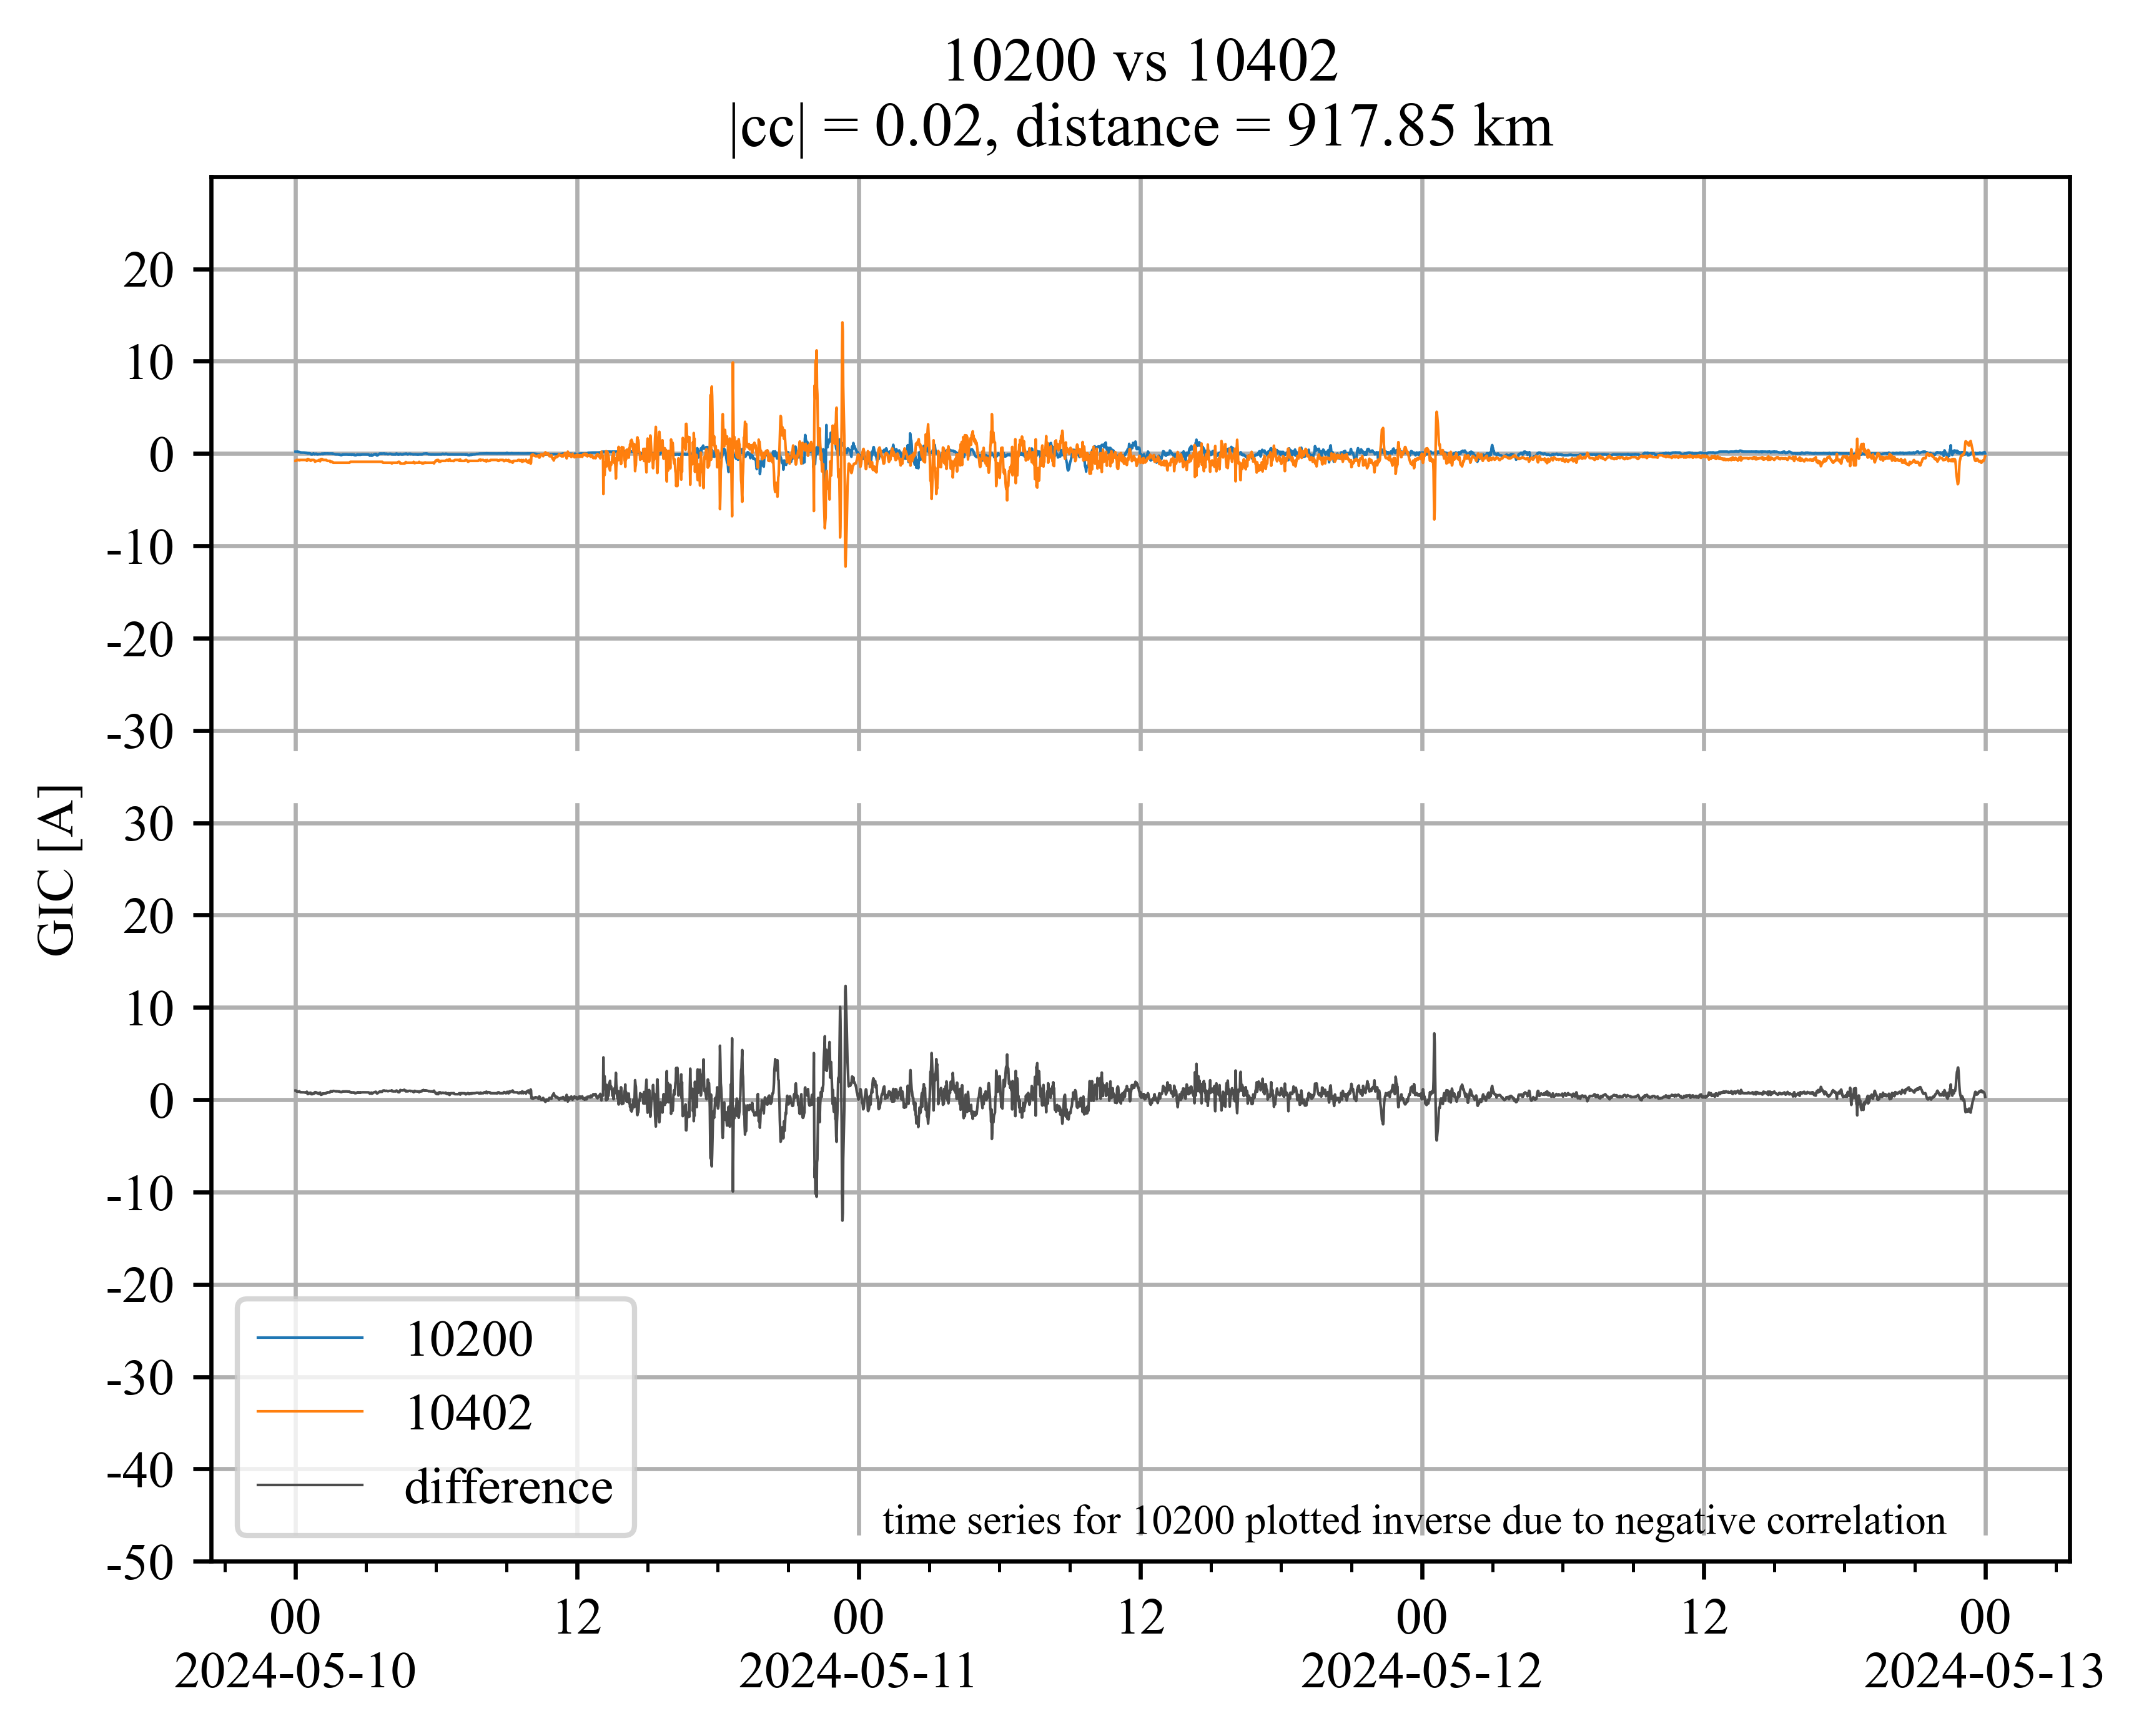 10200 vs 10402
|cc| = 0.02, distance = 917.85 km
GIC [A]
20
10
0
-10
-20
-30
30
20
10
0
-10
-20
-30
-40
-50
10200
10402
difference
time series for 10200 plotted inverse due to negative correlation
00 12 00 12 00 12 00
2024-05-10 2024-05-11 2024-05-12 2024-05-13